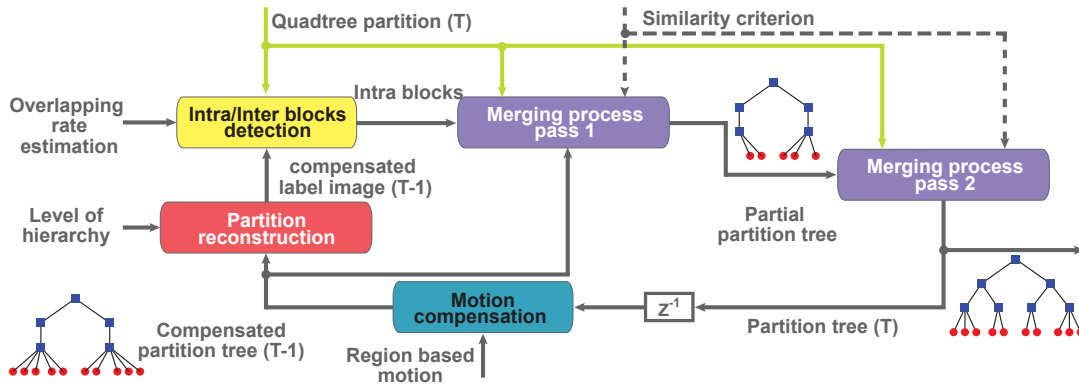 Quadtree partition (T)
Similarity criterion
Overlapping
rate
estimation
Intra/Inter blocks
detection
Intra blocks
Merging process
pass 1
Merging process
pass 2
compensated
label image (T-1)
Level of
hierarchy
Partition
reconstruction
Partial
partition tree
Motion
compensation
Z-1
Partition tree (T)
Compensated
partition tree (T-1)
Region based
motion